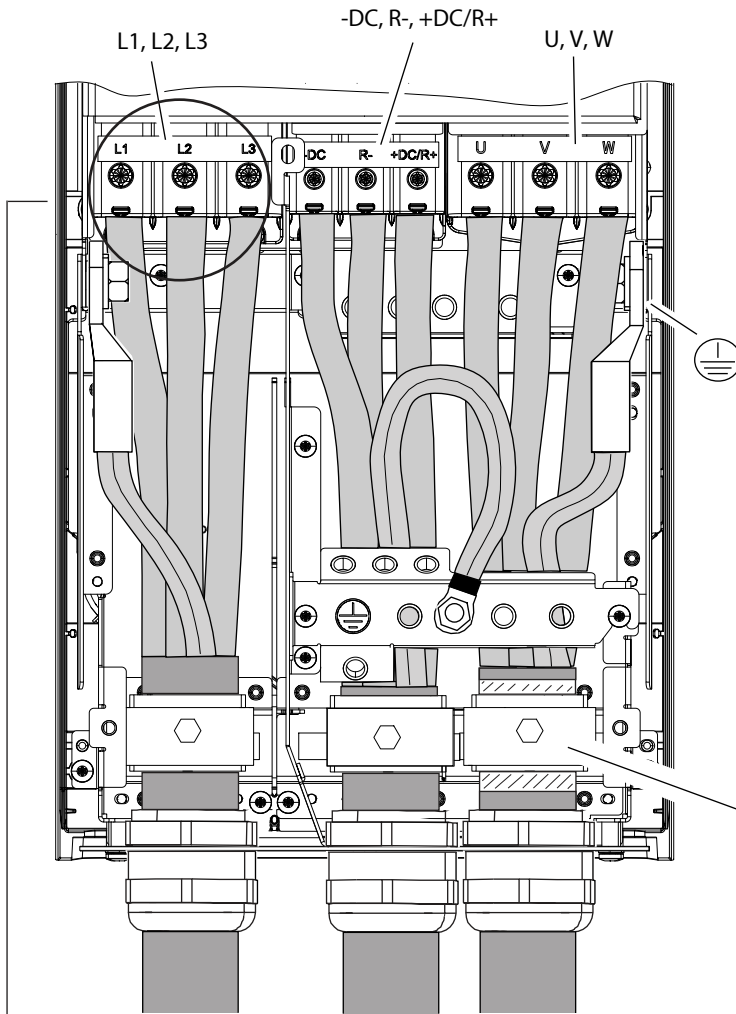 -DC, R-, +DC/R+
L1, L2, L3
U, V, W
L1 L2 L3 -DC R- +DC/R+ U V W